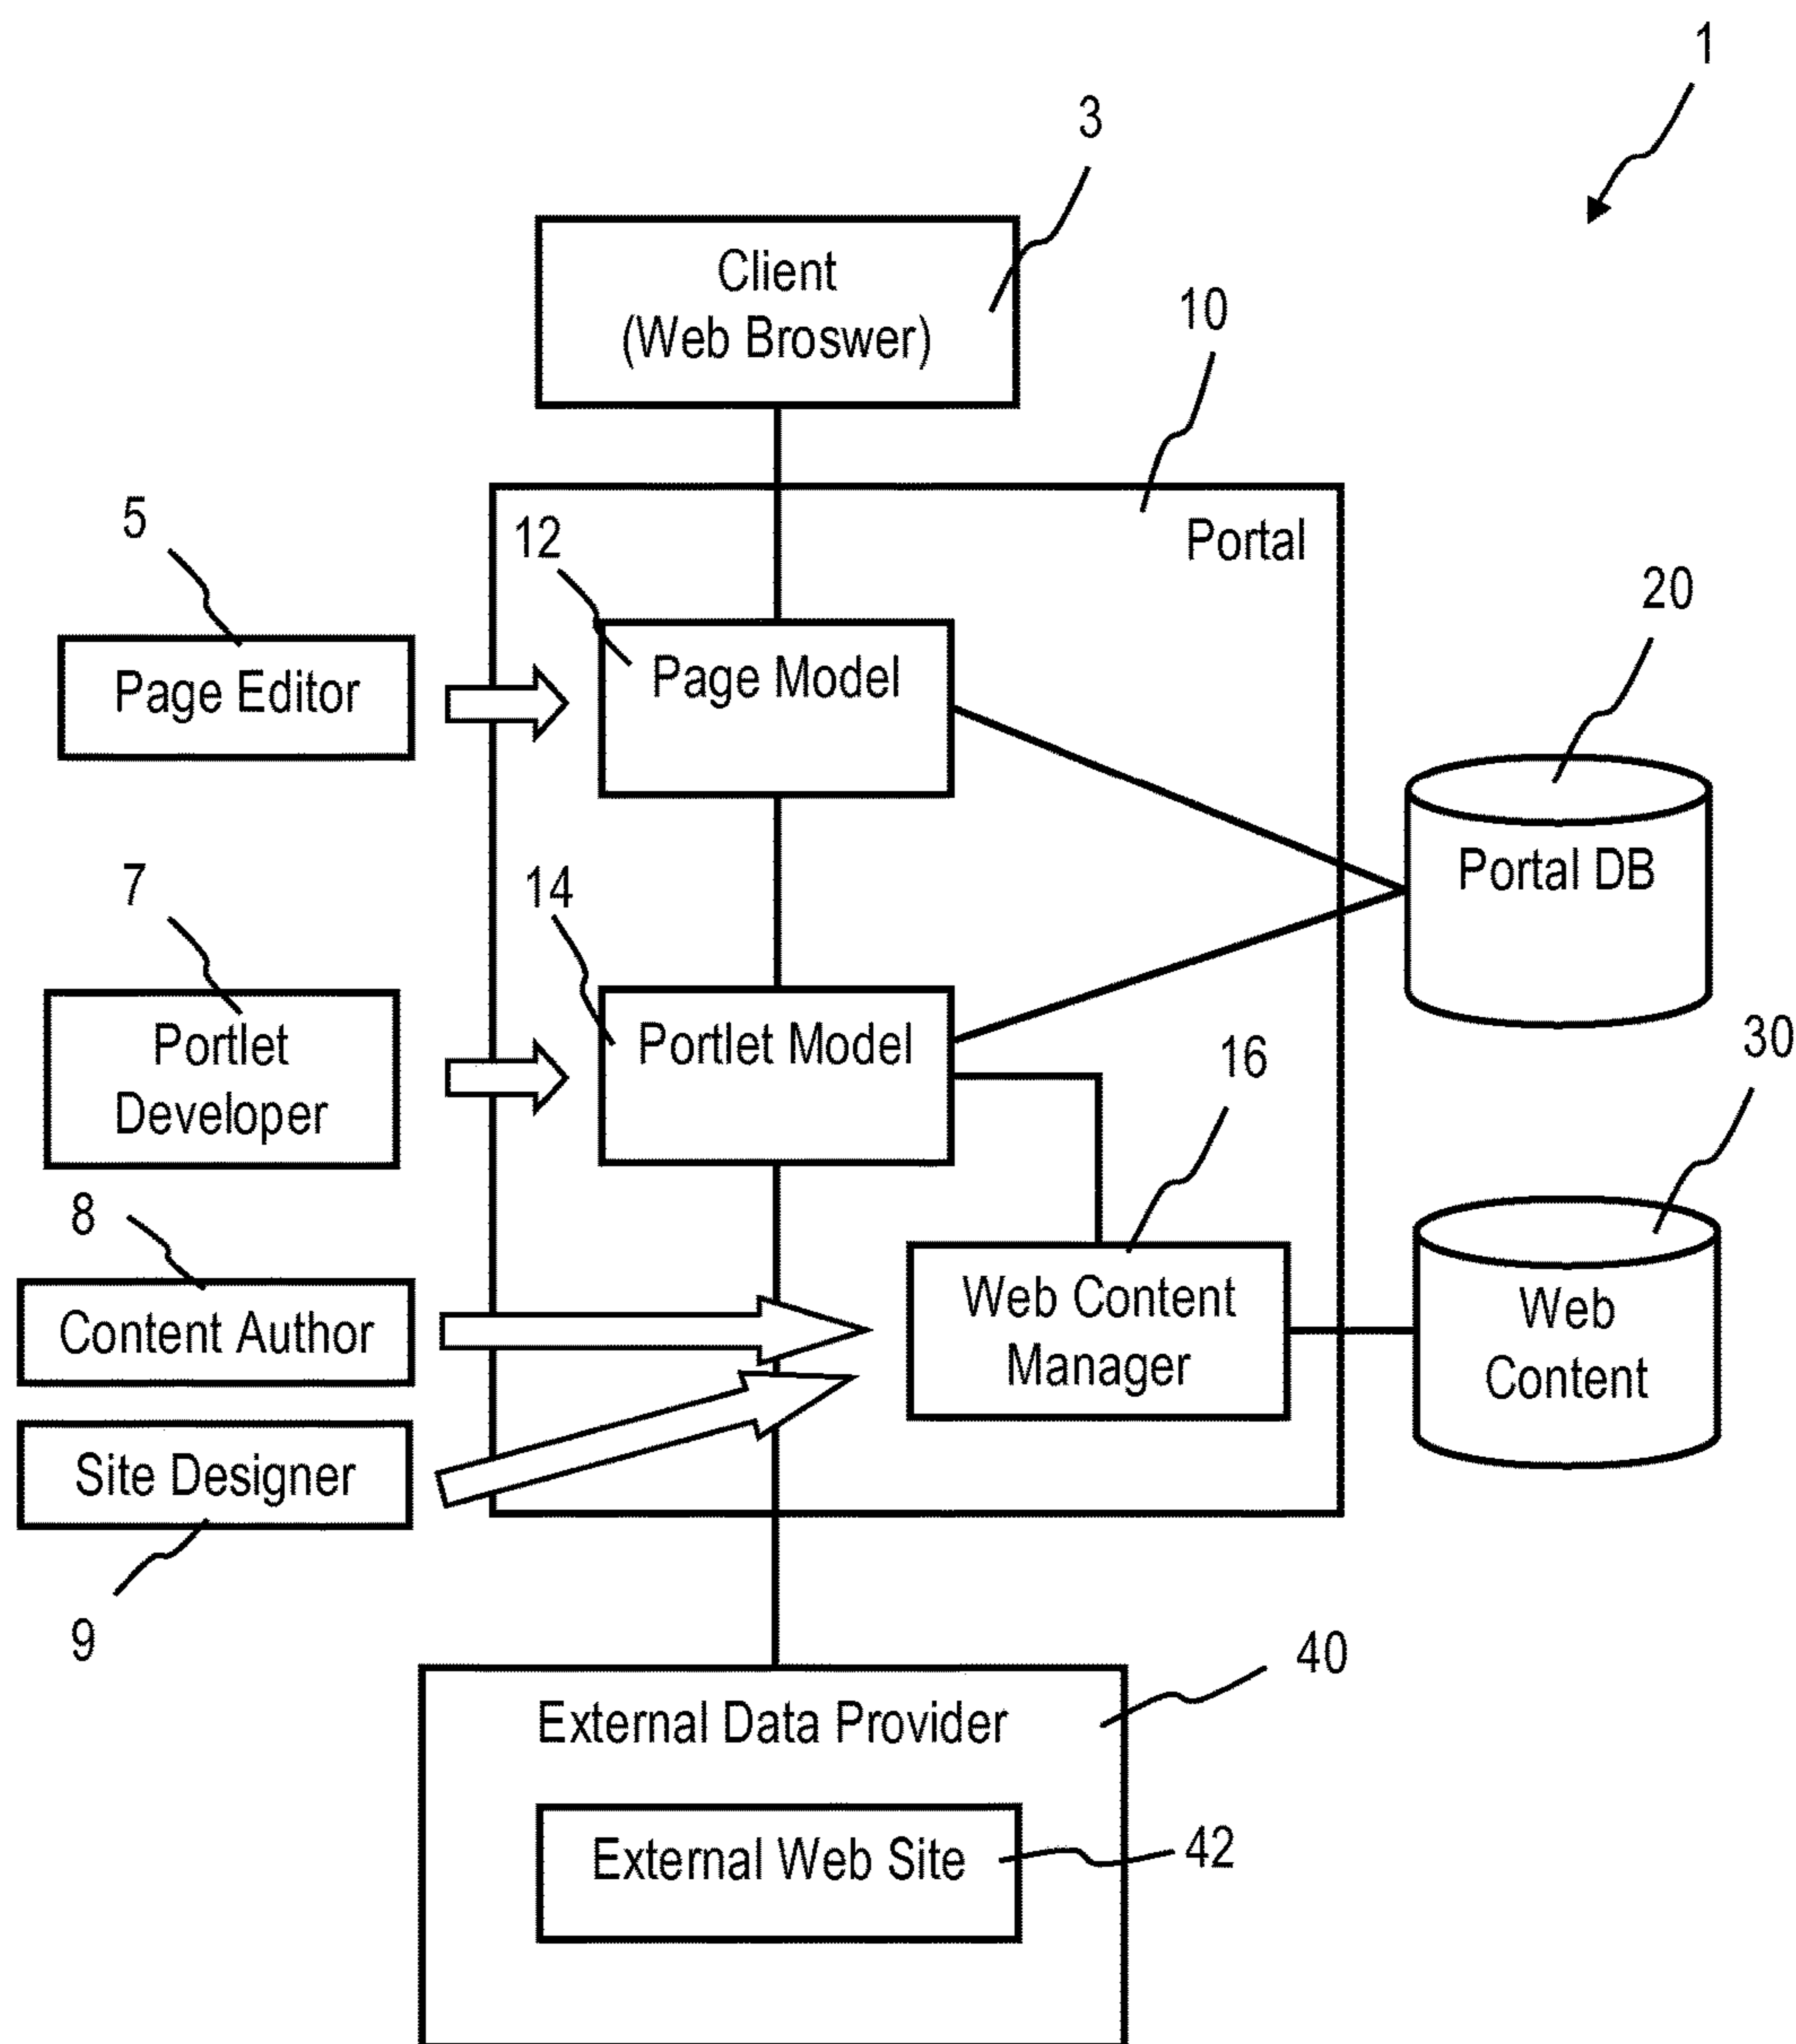 1
3
Client
(Web Broswer)
10
Portal
5
12
Page Editor
Page Model
20
Portal DB
7
14
Portlet
Developer
Portlet Model
16
30
8
Content Author
Web Content
Manager
Web
Content
Site Designer
9
40
External Data Provider
External Web Site
42